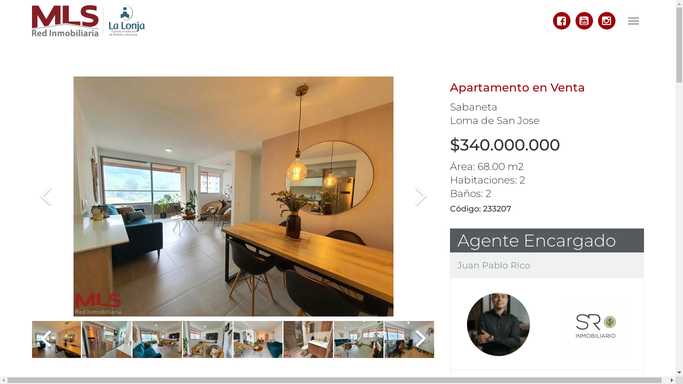 MLS
Red Inmobiliaria
La Lonja
Apartamento en Venta
Sabaneta
Loma de San Jose
$340.000.000
Área: 68.00 m2
Habitaciones: 2
Baños: 2
Código: 233207
Agente Encargado
Juan Pablo Rico
MLS
Red Inmobiliaria
SR
INMOBILIARIO